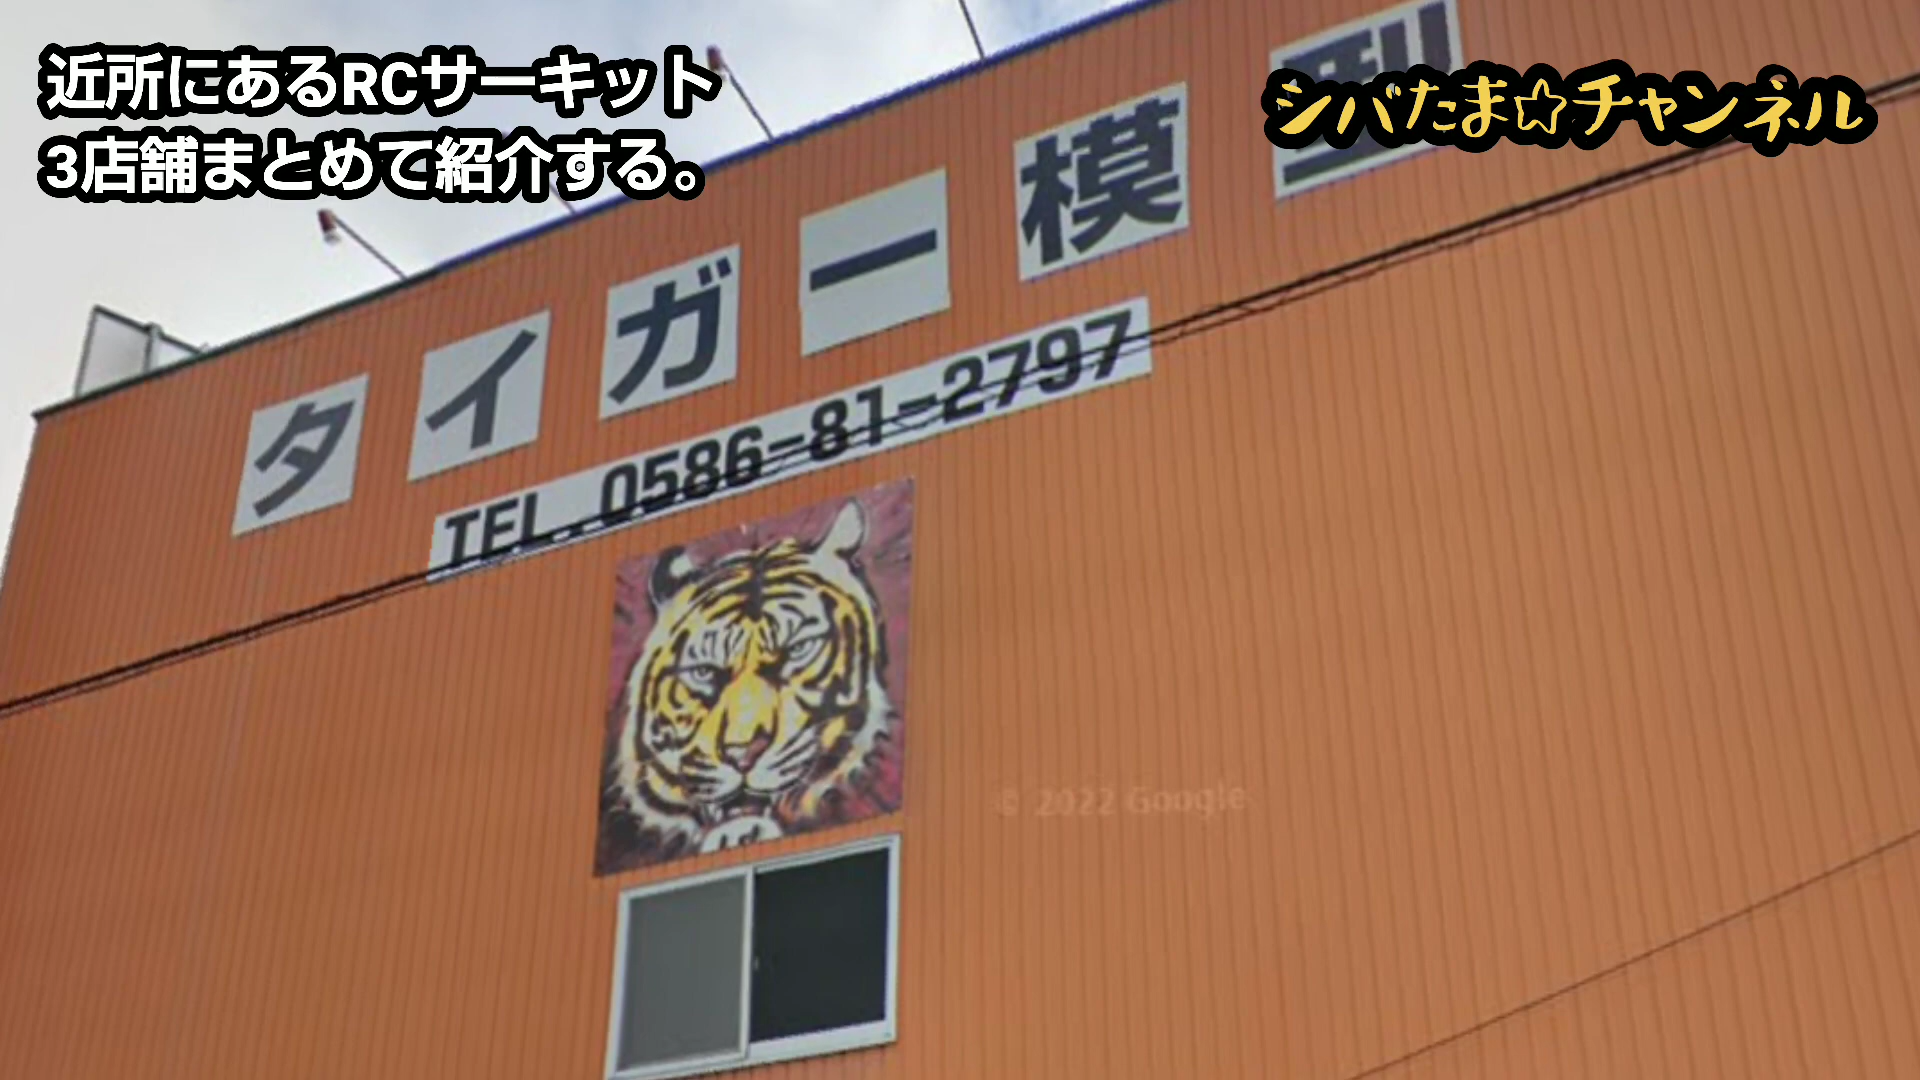 近所にあるRCサーキット
3店舗まとめて紹介する。
シバたま☆チャンネル
タイガー模型
TEL.0586-81-2797
© 2022 Google